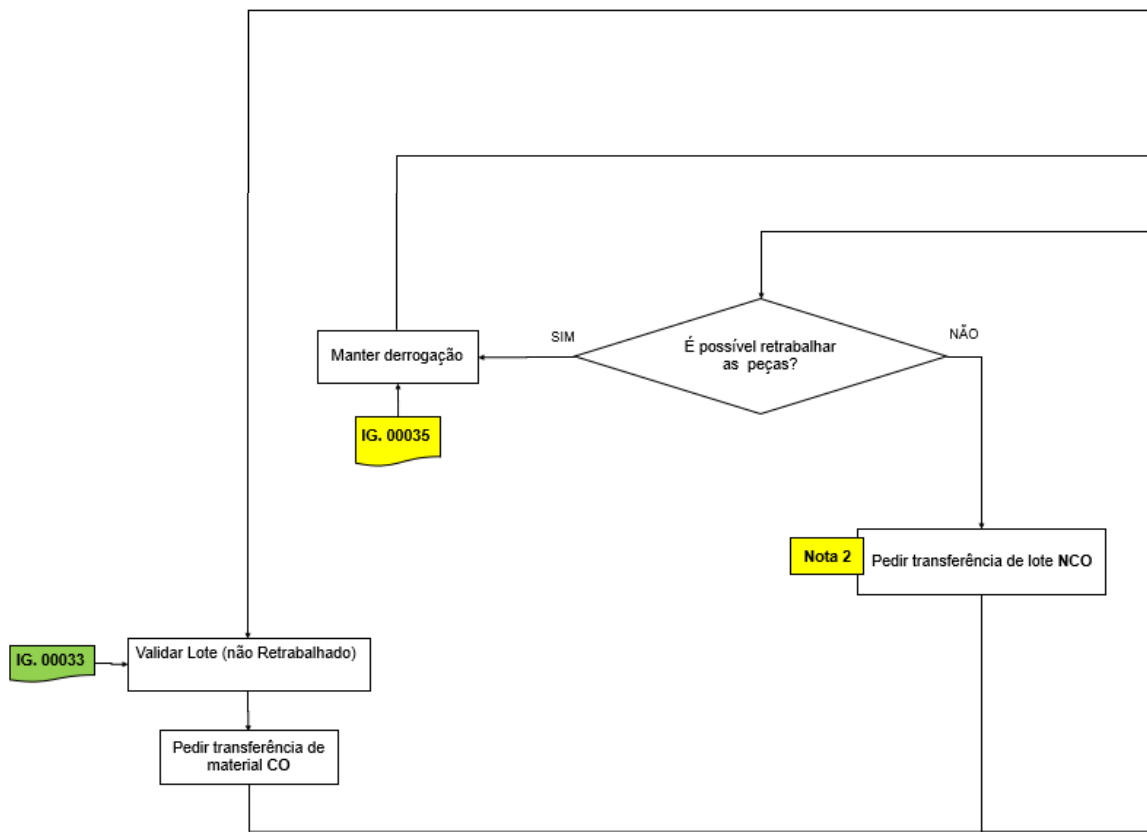 SIM
NÃO
É possível retrabalhar
as peças?
Manter derrogação
IG. 00035
Nota 2
Pedir transferência de lote NCO
Validar Lote (não Retrabalhado)
IG. 00033
Pedir transferência de
material CO